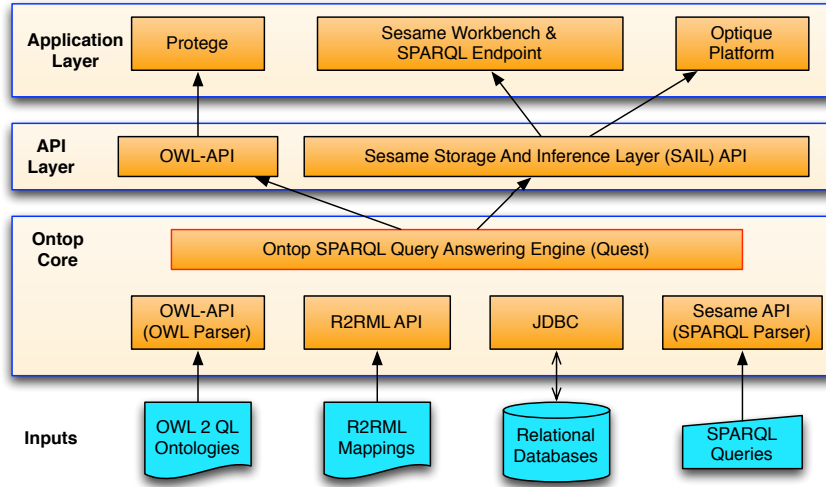 Application
Layer
Protege
Sesame Workbench &
SPARQL Endpoint
Optique
Platform
API
Layer
OWL-API
Sesame Storage And Inference Layer (SAIL) API
Ontop
Core
Ontop SPARQL Query Answering Engine (Quest)
OWL-API
(OWL Parser)
R2RML API
JDBC
Sesame API
(SPARQL Parser)
Inputs
OWL 2 QL
Ontologies
R2RML
Mappings
Relational
Databases
SPARQL
Queries